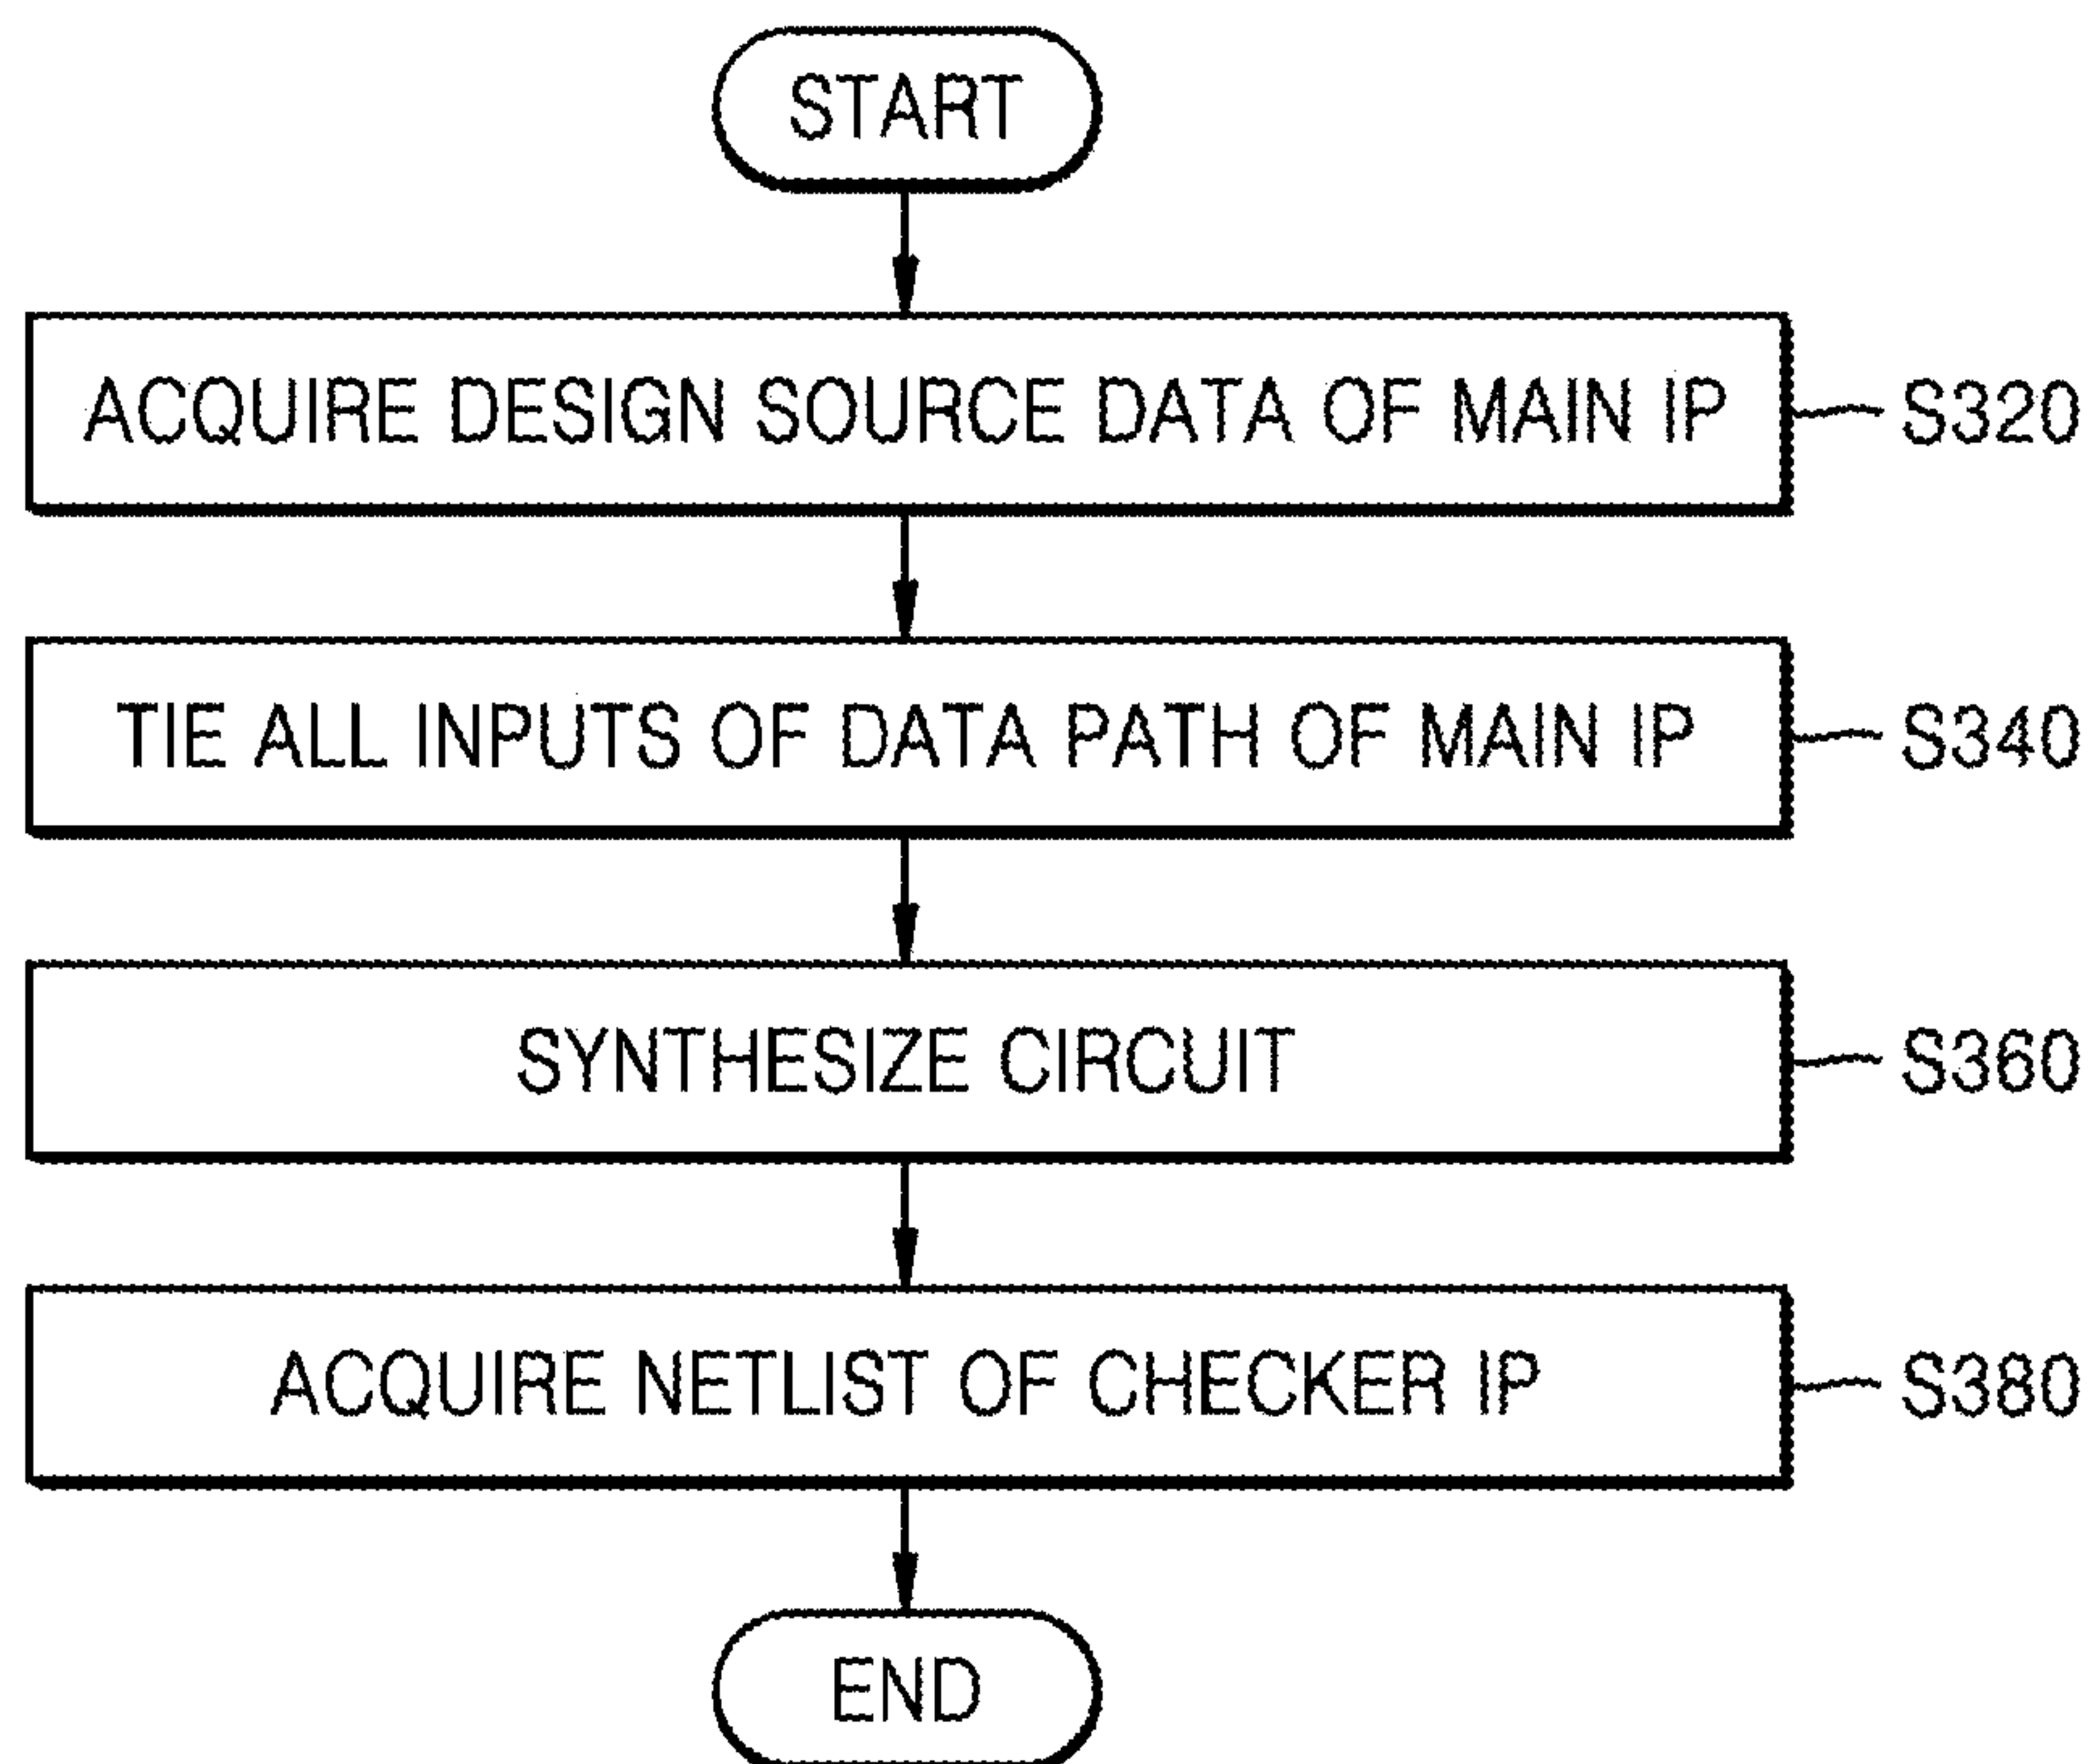 START
ACQUIRE DESIGN SOURCE DATA OF MAIN IP
S320
TIE ALL INPUTS OF DATA PATH OF MAIN IP
S340
SYNTHESIZE CIRCUIT
S360
ACQUIRE NETLIST OF CHECKER IP
S380
END